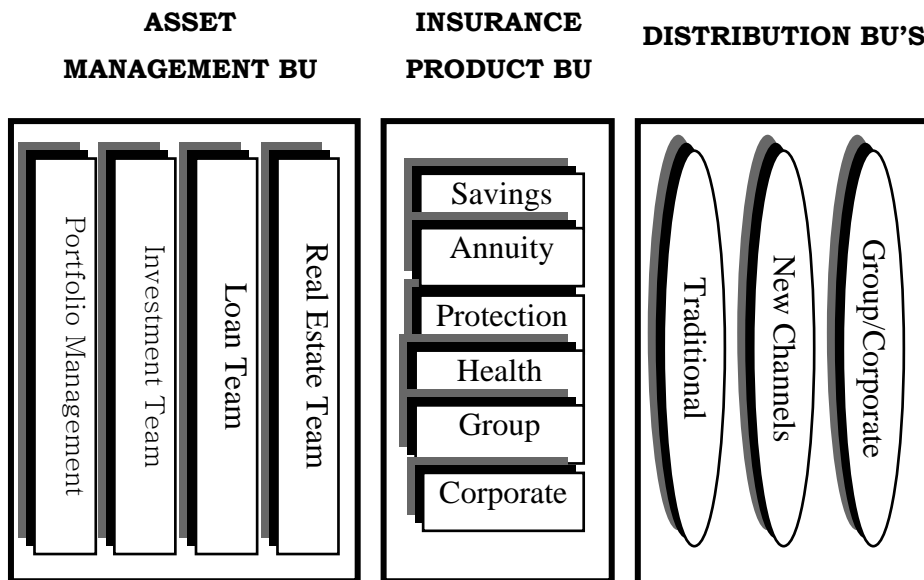 ASSET
MANAGEMENT BU
INSURANCE
PRODUCT BU
DISTRIBUTION BU’S
Portfolio Management
Investment Team
Loan Team
Real Estate Team
Savings
Annuity
Protection
Health
Group
Corporate
Traditional
New Channels
Group/Corporate